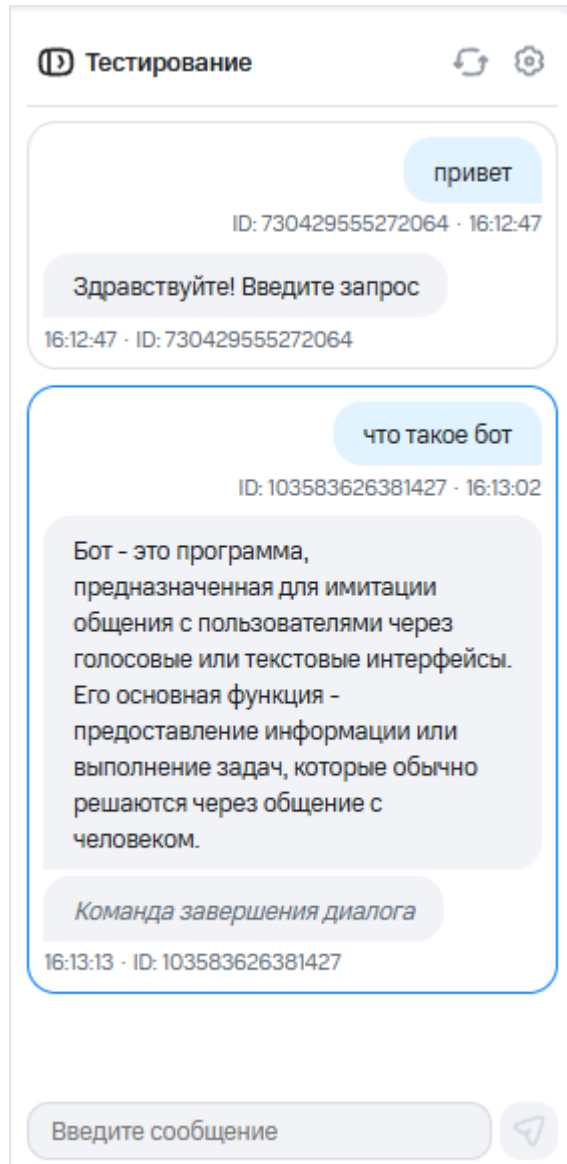 Тестирование
привет
ID: 730429555272064 · 16:12:47
Здравствуйте! Введите запрос
16:12:47 · ID: 730429555272064
что такое бот
ID: 103583626381427 · 16:13:02
Бот - это программа,
предназначенная для имитации
общения с пользователями через
голосовые или текстовые интерфейсы.
Его основная функция -
предоставление информации или
выполнение задач, которые обычно
решаются через общение с
человеком.
Команда завершения диалога
16:13:13 · ID: 103583626381427
Введите сообщение